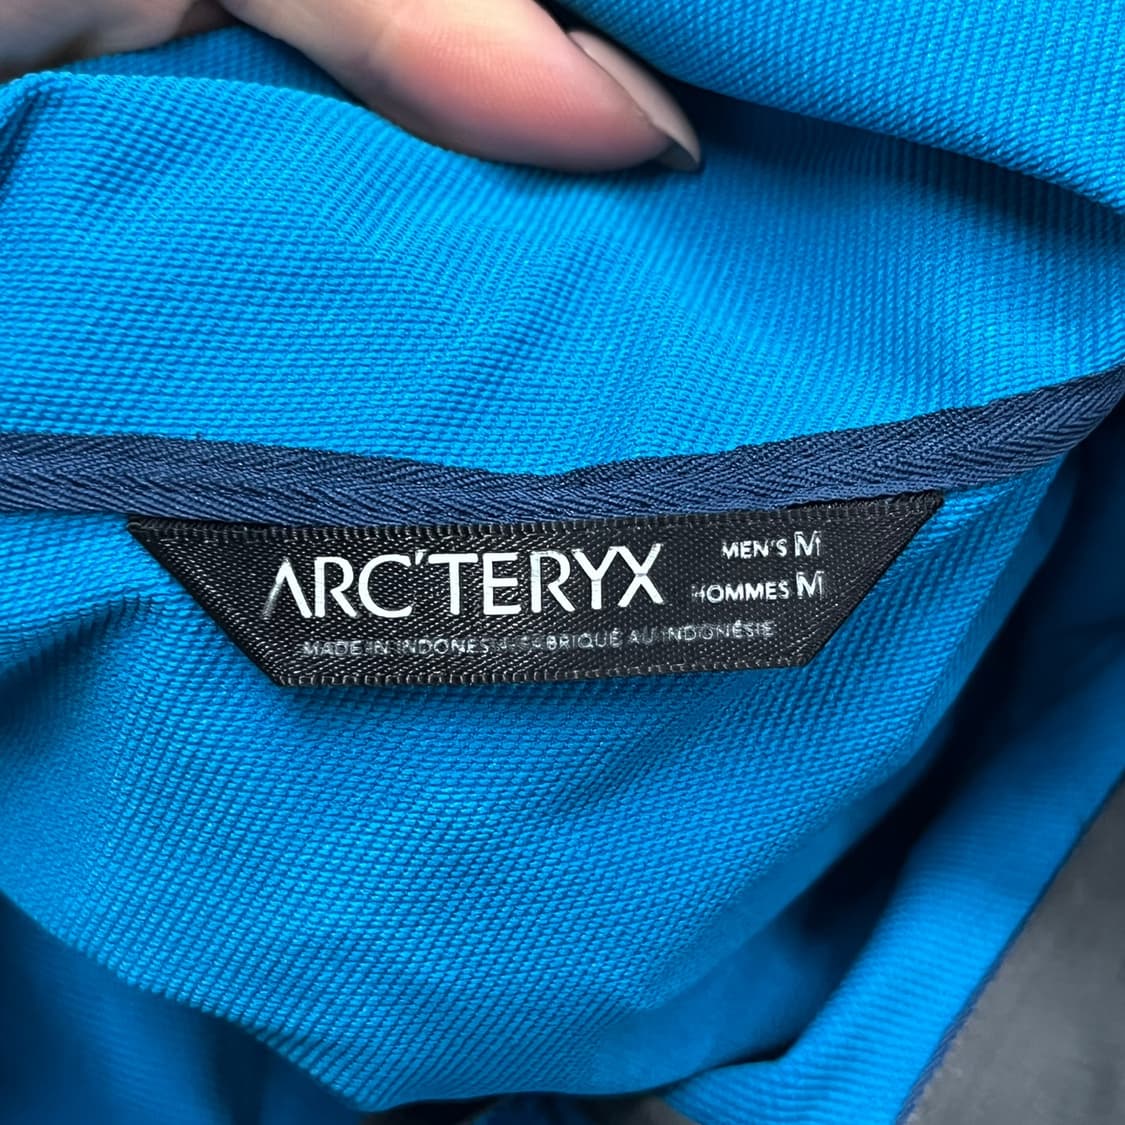 ARC'TERYX
MEN'S M
HOMMES M
MADE IN INDONESIA · FABRIQUÉ AU INDONÉSIE